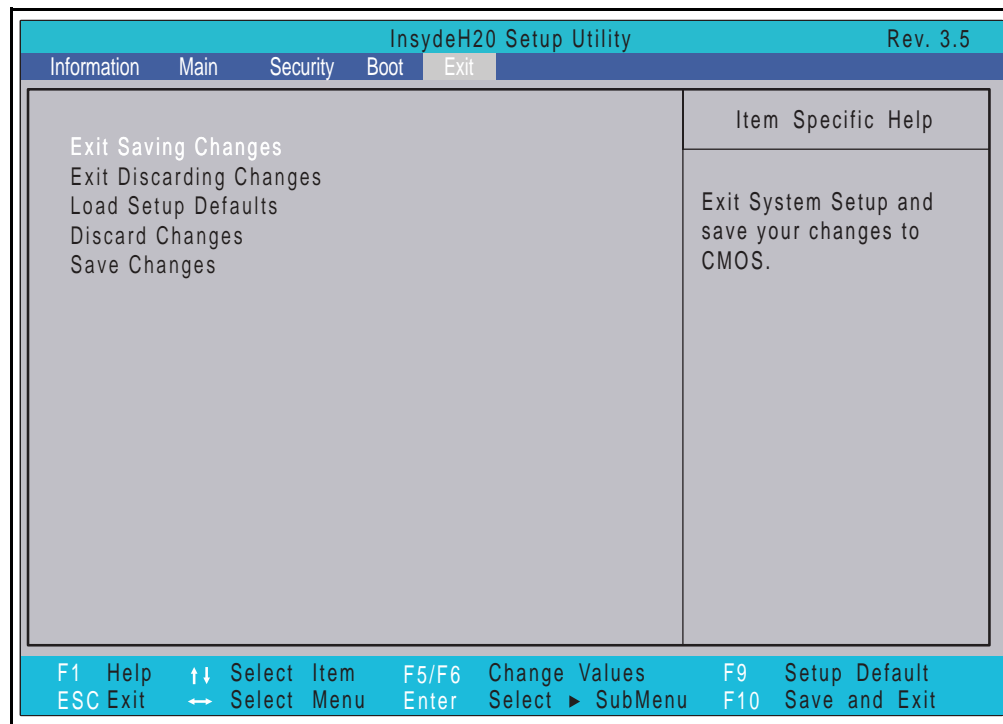 InsydeH20 Setup Utility Rev. 3.5
Information Main Security Boot Exit
Item Specific Help
Exit Saving Changes
Exit Discarding Changes
Load Setup Defaults
Discard Changes
Save Changes
Exit System Setup and
save your changes to
CMOS.
F1 Help ↑↓ Select Item F5/F6 Change Values F9 Setup Default
ESC Exit ↔ Select Menu Enter Select ► SubMenu F10 Save and Exit